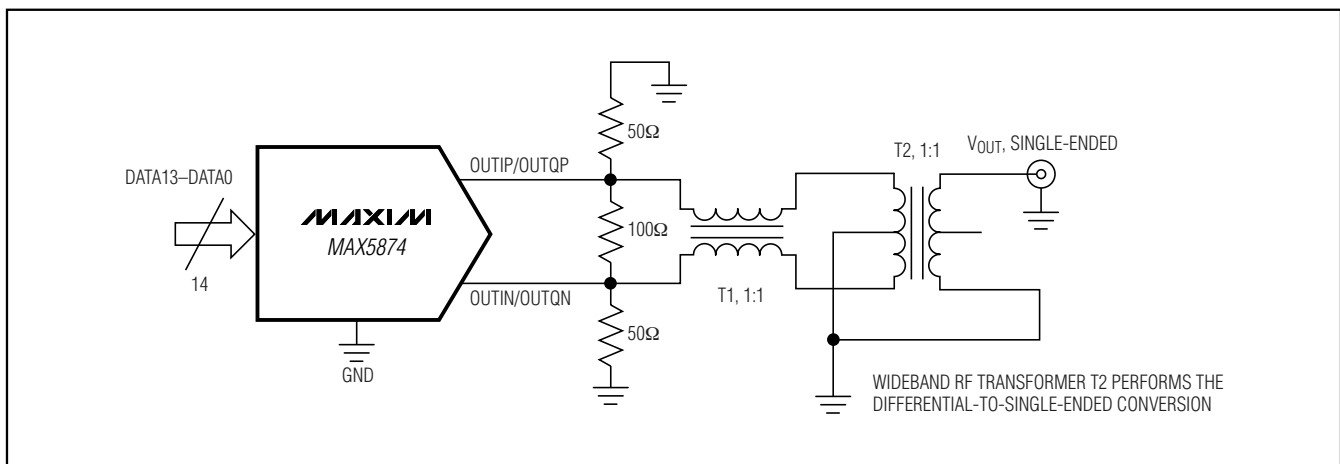 50Ω
T2, 1:1
VOUT, SINGLE-ENDED
DATA13–DATA0
OUTIP/OUTQP
MAXIM
MAX5874
100Ω
14
OUTIN/OUTQN
T1, 1:1
50Ω
GND
WIDEBAND RF TRANSFORMER T2 PERFORMS THE
DIFFERENTIAL-TO-SINGLE-ENDED CONVERSION